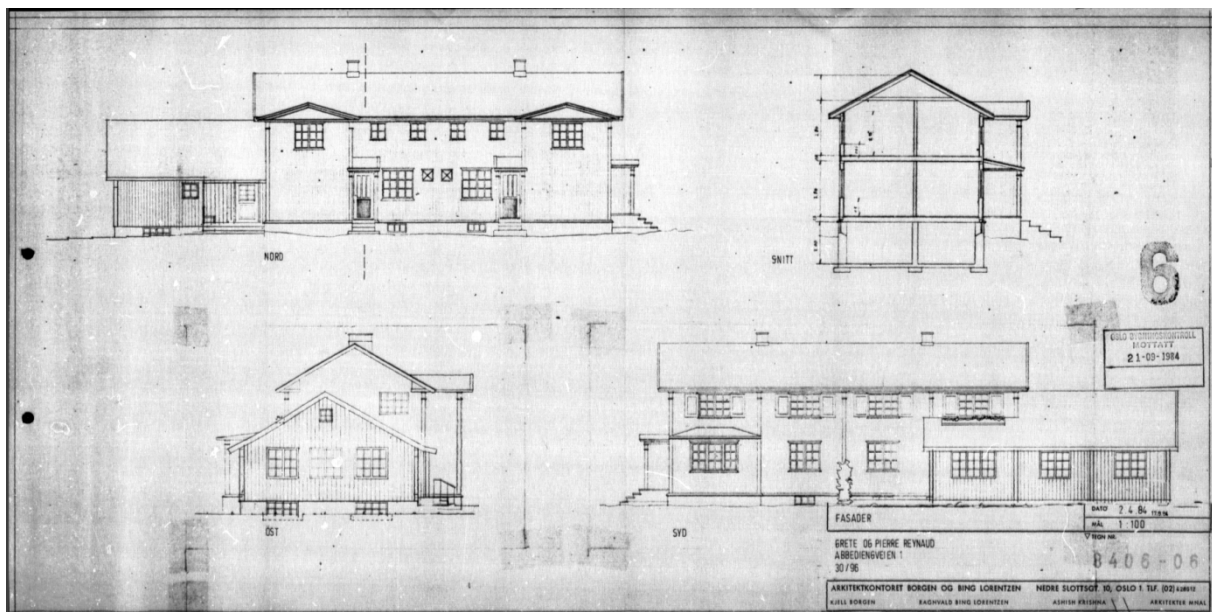 NORD
SNITT
6
OSLO BYGNINGSKONTROLL
MOTTATT
21-09-1984
ÖST
SYD
FASADER
GRETE OG PIERRE REYNAUD
ABBEDIENGVEIEN 1
30/96
DATO 2.4.84
MÅL 1:100
TEGN NR.
8406-06
ARKITEKTKONTORET BORGEN OG BING LORENTZEN NEDRE SLOTTSGT. 10, OSLO 1. TLF. (02)
KJELL BORGEN RAGNVALD BING LORENTZEN ASHISH KRISHNA ARKITEKTER MNAL